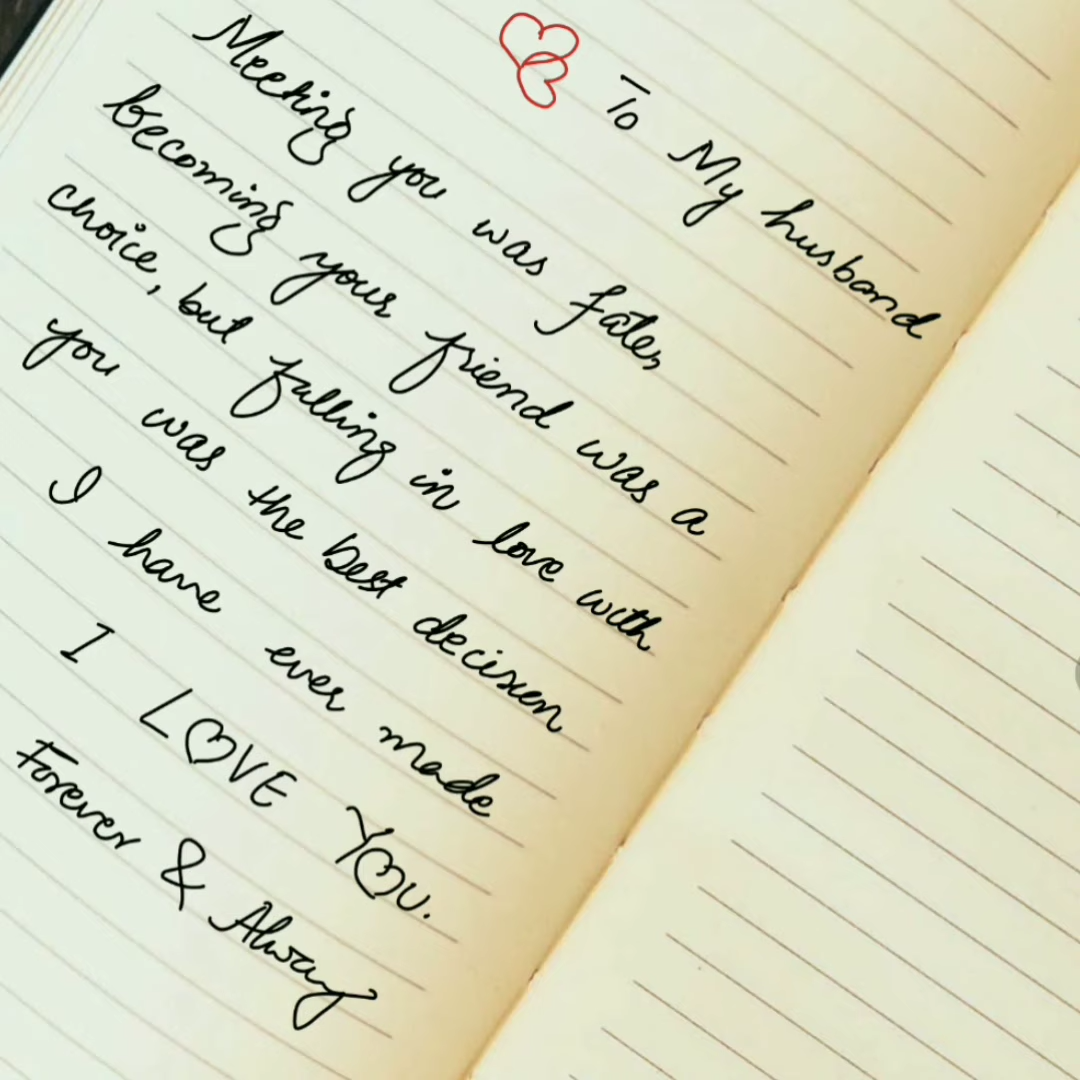 To My husband
Meeting you was fate,
becoming your friend was a
choice, but falling in love with
you was the best decision
I have ever made
I LOVE YOU.
Forever & Always